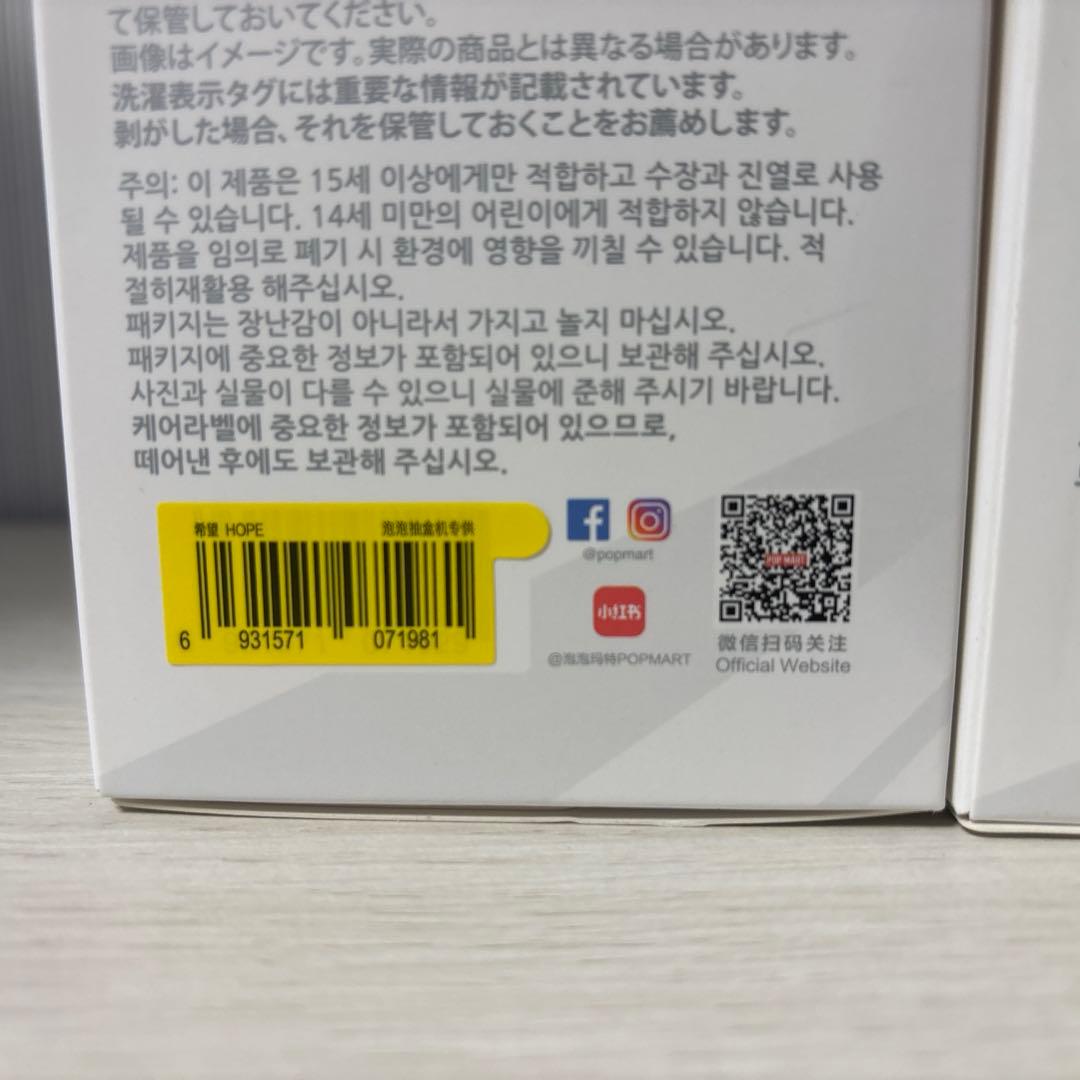 て保管しておいてください。
画像はイメージです。実際の商品とは異なる場合があります。
洗濯表示タグには重要な情報が記載されています。
剥がした場合、それを保管しておくことをお薦めします。
주의: 이 제품은 15세 이상에게만 적합하고 수장과 진열로 사용
될 수 있습니다. 14세 미만의 어린이에게 적합하지 않습니다.
제품을 임의로 폐기 시 환경에 영향을 끼칠 수 있습니다. 적
절히재활용 해주십시오.
패키지는 장난감이 아니라서 가지고 놀지 마십시오.
패키지에 중요한 정보가 포함되어 있으니 보관해 주십시오.
사진과 실물이 다를 수 있으니 실물에 준해 주시기 바랍니다.
케어라벨에 중요한 정보가 포함되어 있으므로,
떼어낸 후에도 보관해 주십시오.
希望 HOPE 泡泡抽盒机专供
6 931571 071981
@popmart
小红书
@泡泡玛特POPMART
POP MART
微信扫码关注
Official Website